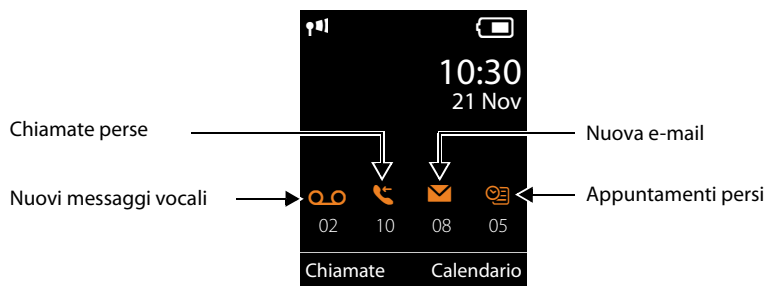 10:30
21 Nov
Chiamate perse
Nuova e-mail
Nuovi messaggi vocali
Appuntamenti persi
02 10 08 05
Chiamate Calendario